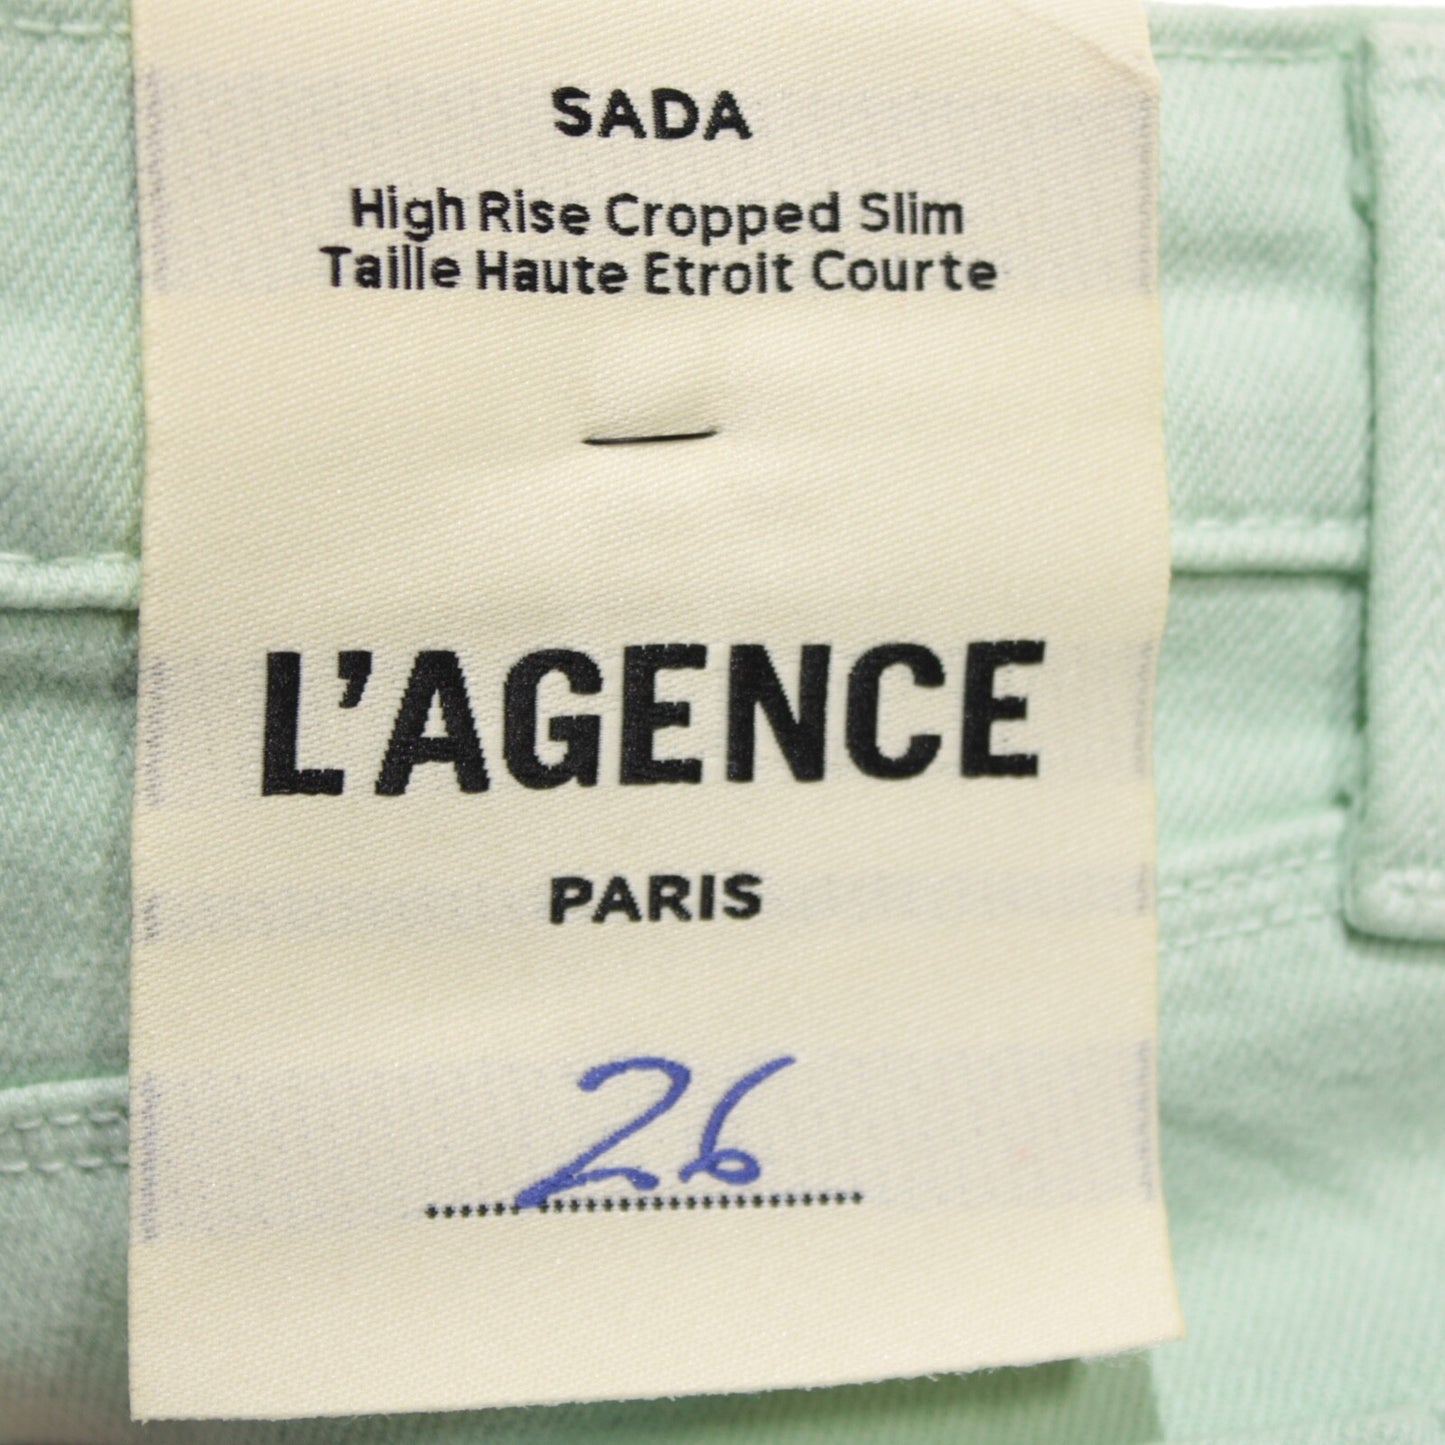 SADA
High Rise Cropped Slim
Taille Haute Etroit Courte
L'AGENCE
PARIS
26